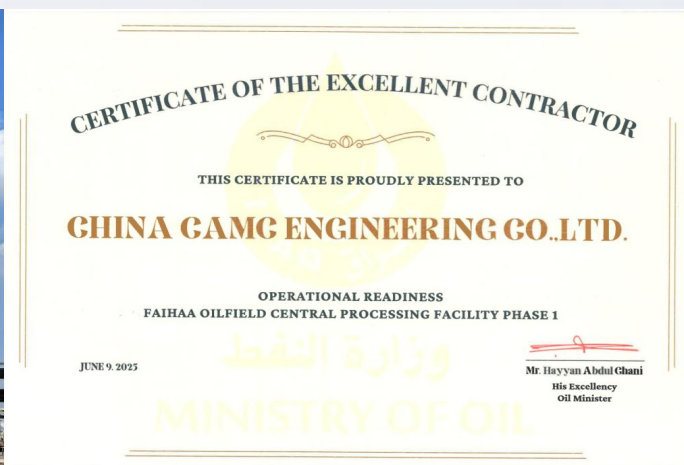 CERTIFICATE OF THE EXCELLENT CONTRACTOR
THIS CERTIFICATE IS PROUDLY PRESENTED TO
CHINA CAMC ENGINEERING CO.,LTD.
OPERATIONAL READINESS
FAIHAA OILFIELD CENTRAL PROCESSING FACILITY PHASE 1
وزارة النفط
JUNE 9. 2025
Mr. Hayyan Abdul Ghani
His Excellency
Oil Minister
MINISTRY OF OIL